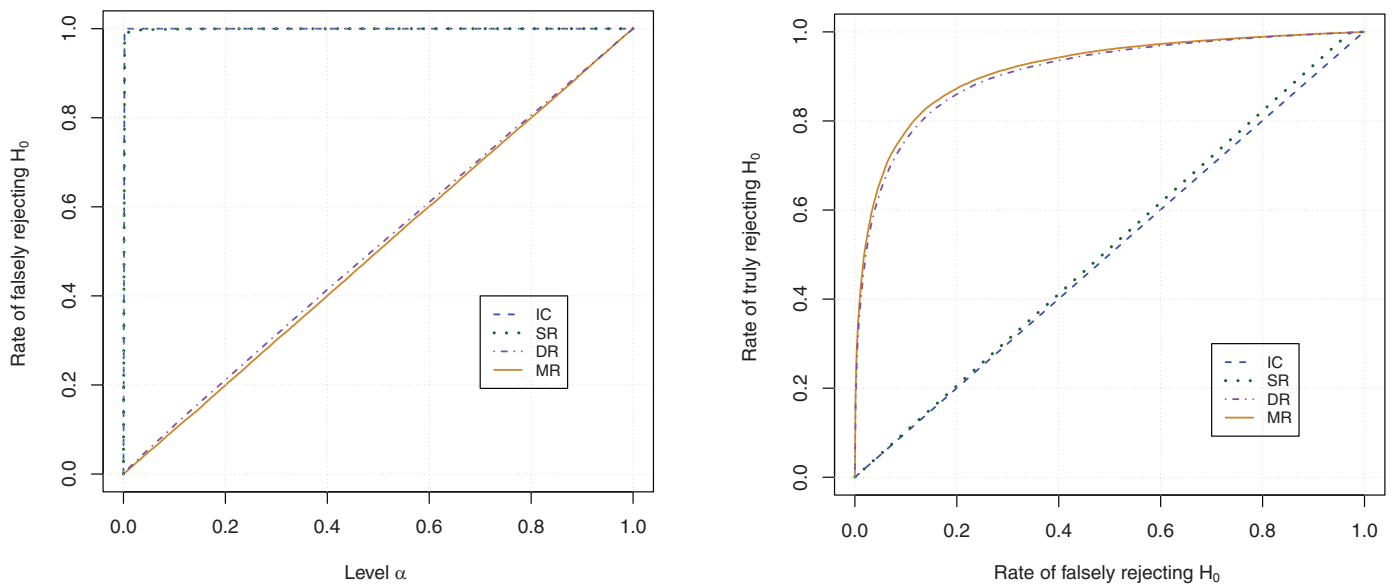 Rate of falsely rejecting H₀
1.0
0.8
0.6
0.4
0.2
0.0
IC
SR
DR
MR
0.0 0.2 0.4 0.6 0.8 1.0
Level α
Rate of truly rejecting H₀
1.0
0.8
0.6
0.4
0.2
0.0
IC
SR
DR
MR
0.0 0.2 0.4 0.6 0.8 1.0
Rate of falsely rejecting H₀